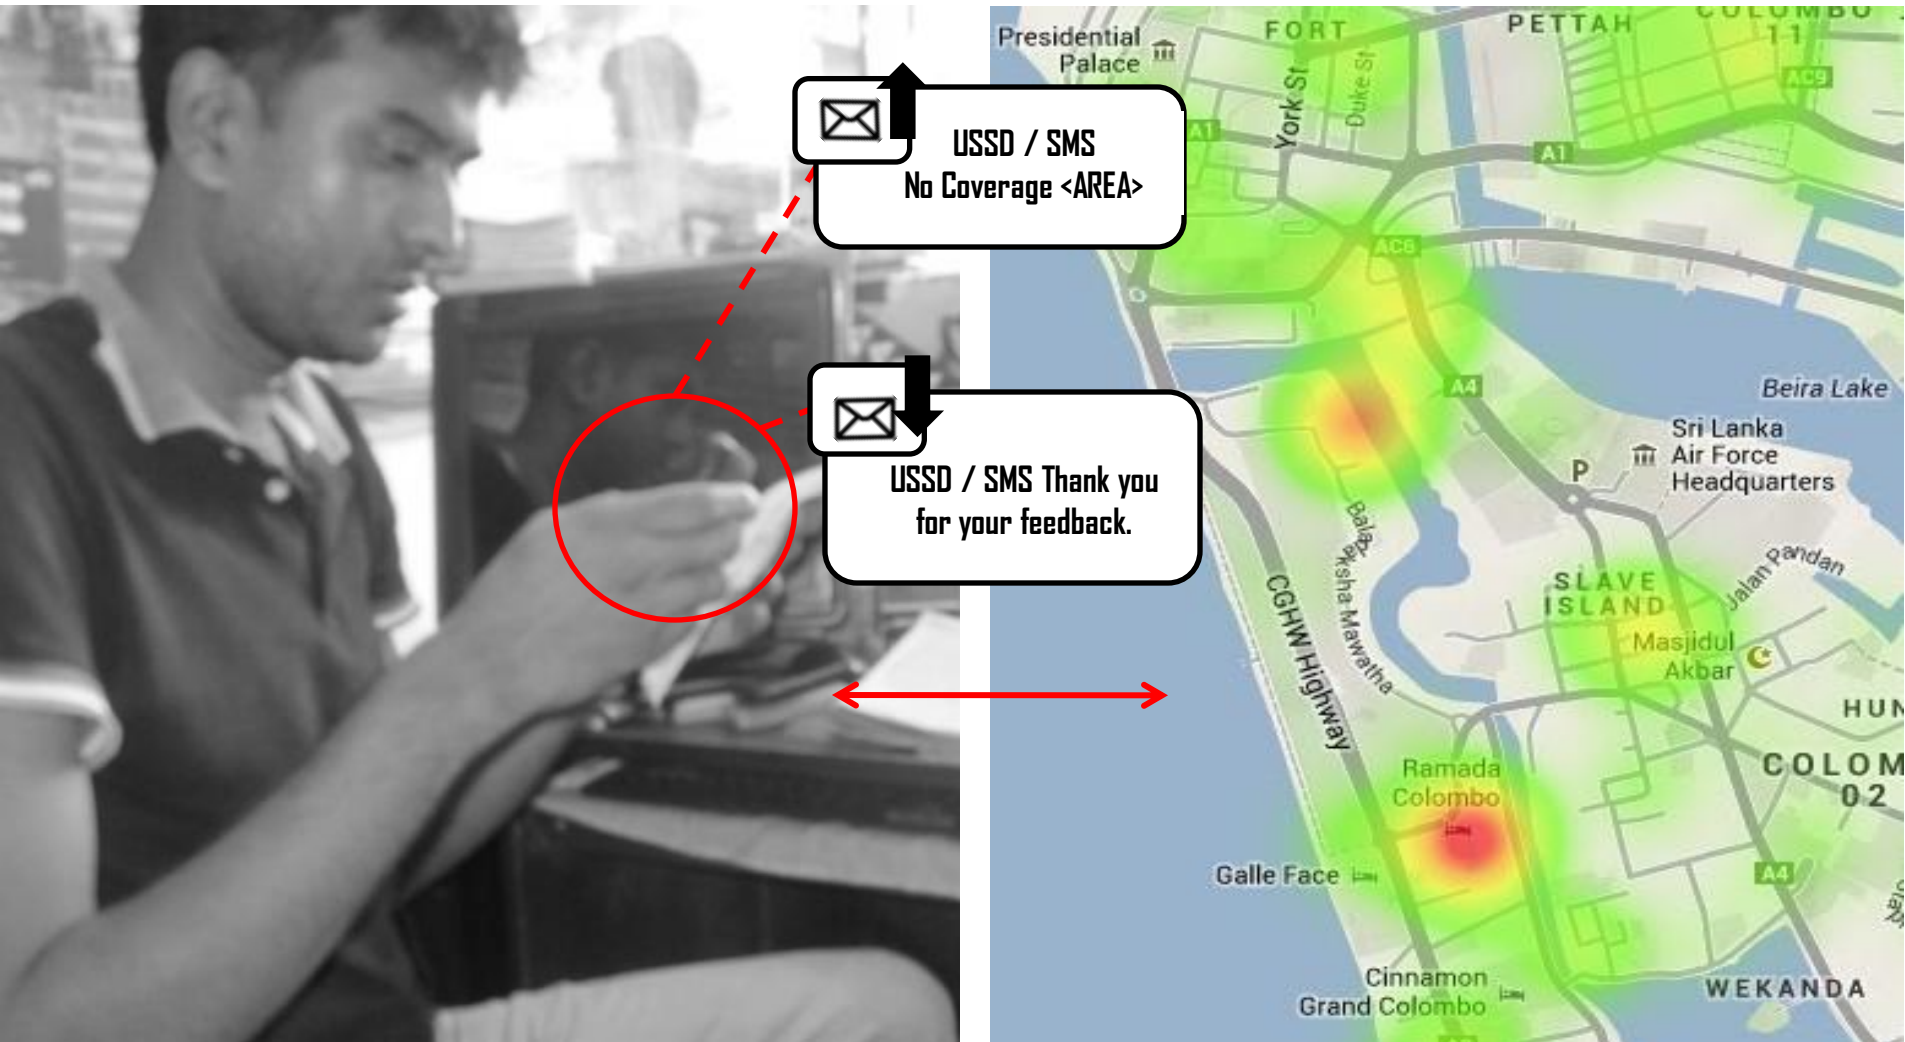 USSD / SMS
No Coverage <AREA>
USSD / SMS Thank you
for your feedback.
Presidential
Palace
FORT
PETTAH
COLOMBO
11
York St
Duke St
AC9
A1
A1
AC6
A4
Beira Lake
Sri Lanka
Air Force
Headquarters
P
SLAVE
ISLAND
Jalan Pandan
Masjidul
Akbar
CGHW Highway
HUN
COLOM
02
Ramada
Colombo
Galle Face
A4
Cinnamon
Grand Colombo
WEKANDA